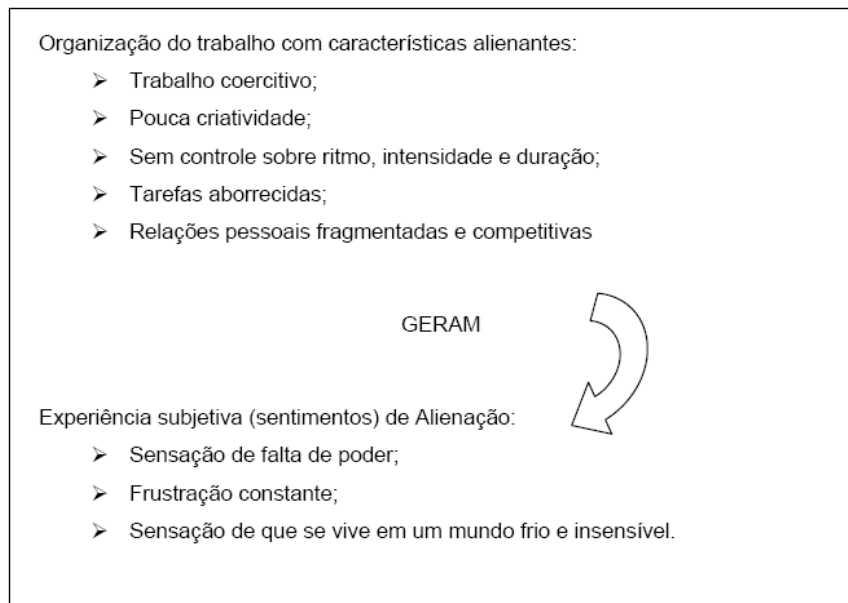 Organização do trabalho com características alienantes:
➢ Trabalho coercitivo;
➢ Pouca criatividade;
➢ Sem controle sobre ritmo, intensidade e duração;
➢ Tarefas aborrecidas;
➢ Relações pessoais fragmentadas e competitivas
GERAM
Experiência subjetiva (sentimentos) de Alienação:
➢ Sensação de falta de poder;
➢ Frustração constante;
➢ Sensação de que se vive em um mundo frio e insensível.